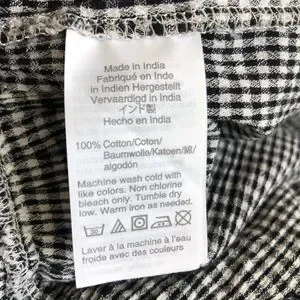 Made in India
Fabriqué en Inde
in Indien Hergestellt
Vervaardigd in India
インド製
Hecho en India
100% Cotton/Coton/
Baumwolle/Katoen/綿/
algodón
Machine wash cold with
like colors. Non chlorine
bleach only. Tumble dry
low. Warm iron as needed.
30
Laver à la machine à l'eau
froide avec des couleurs